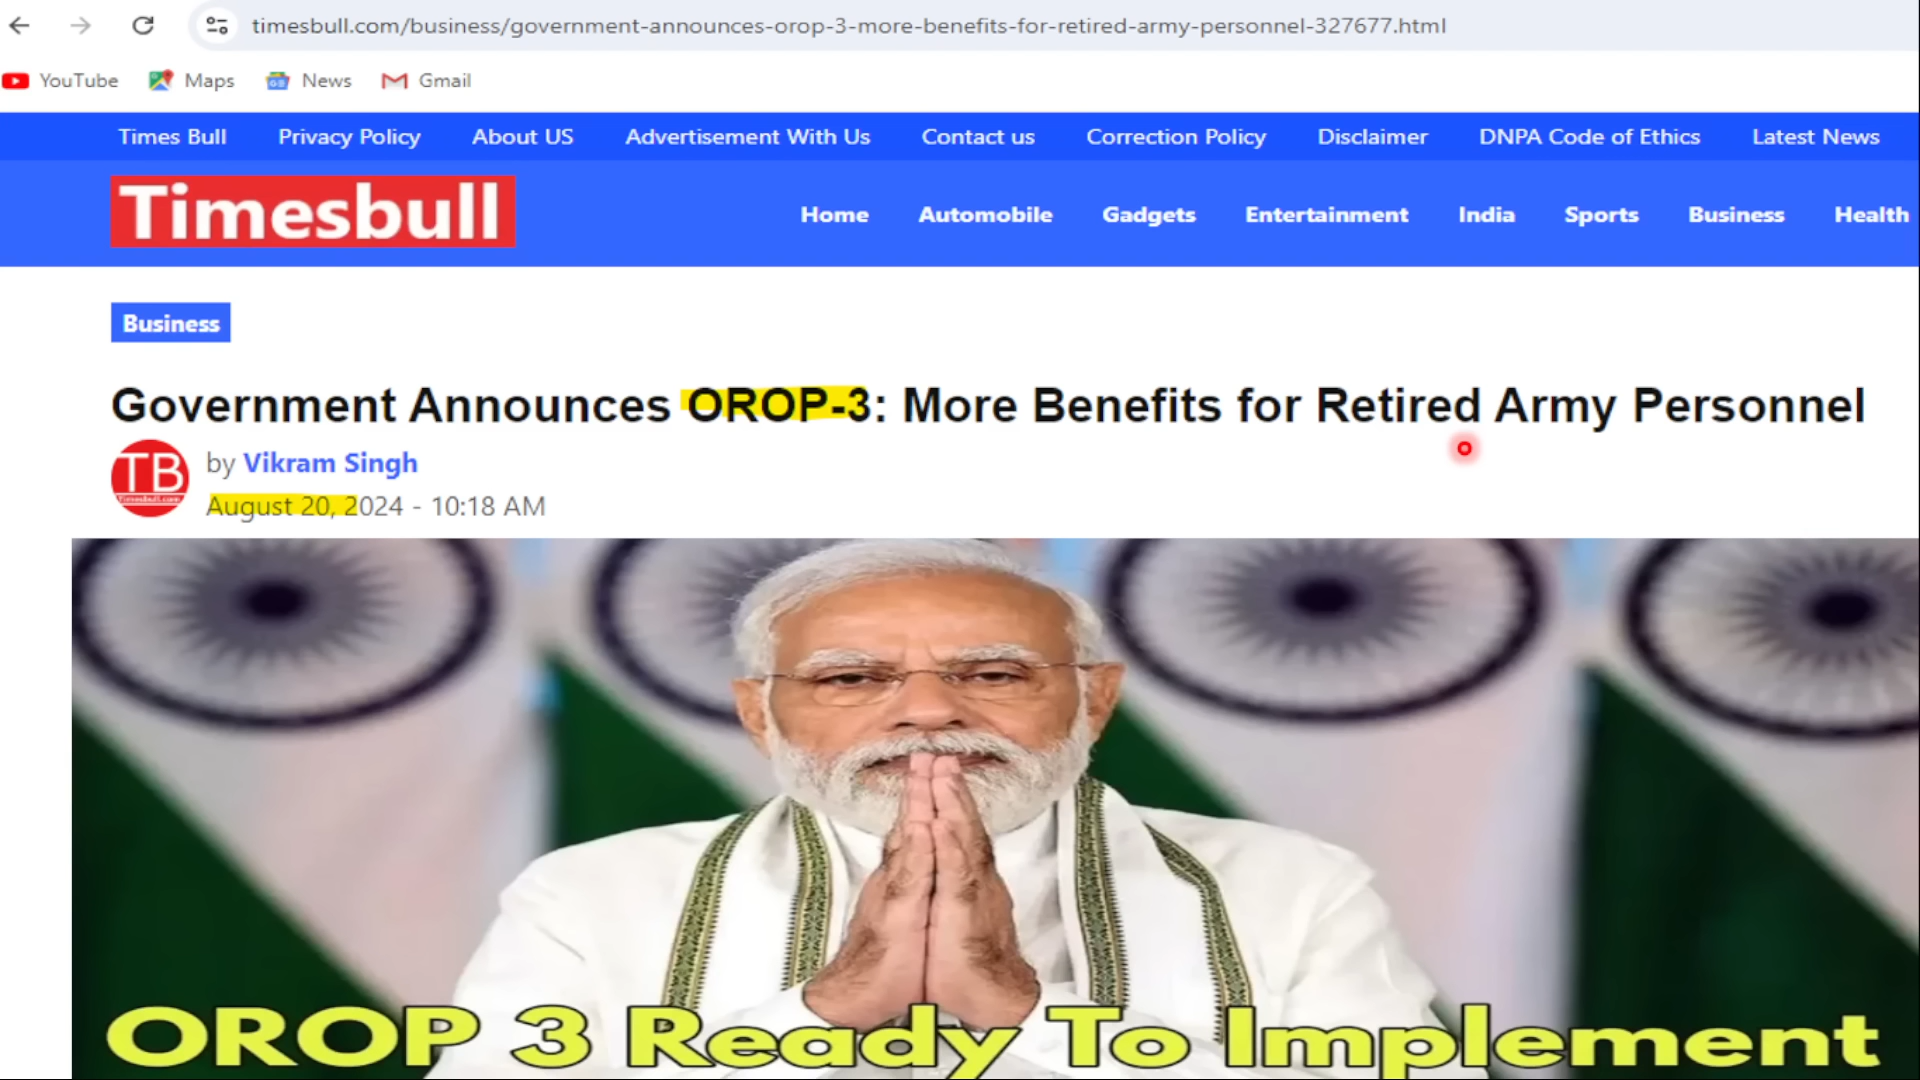 timesbull.com/business/government-announces-orop-3-more-benefits-for-retired-army-personnel-327677.html
YouTube Maps News Gmail
Times Bull Privacy Policy About US Advertisement With Us Contact us Correction Policy Disclaimer DNPA Code of Ethics Latest News
Timesbull Home Automobile Gadgets Entertainment India Sports Business Health
Business
Government Announces OROP-3: More Benefits for Retired Army Personnel
TB
Timesbull.com
by Vikram Singh
August 20, 2024 - 10:18 AM
OROP 3 Ready To Implement